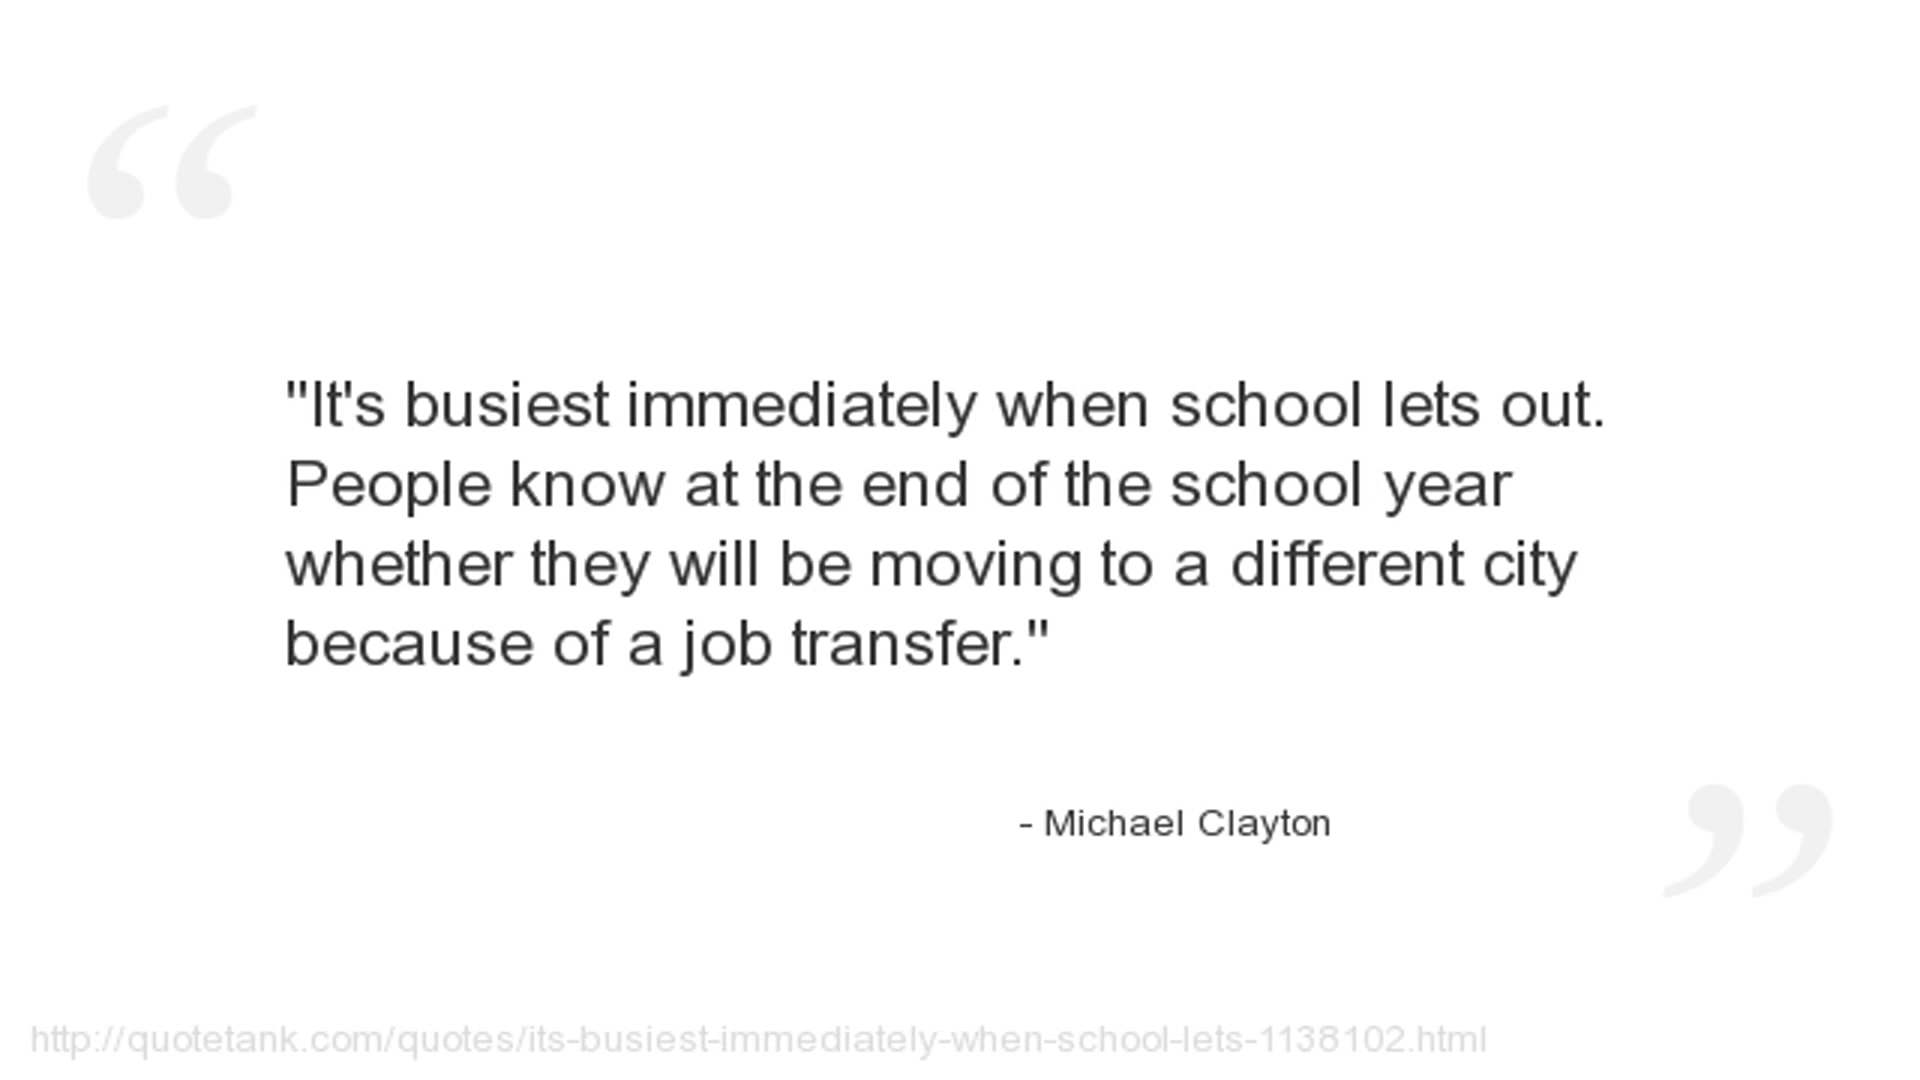 "It's busiest immediately when school lets out.
People know at the end of the school year
whether they will be moving to a different city
because of a job transfer."
- Michael Clayton
http://quotetank.com/quotes/its-busiest-immediately-when-school-lets-1138102.html